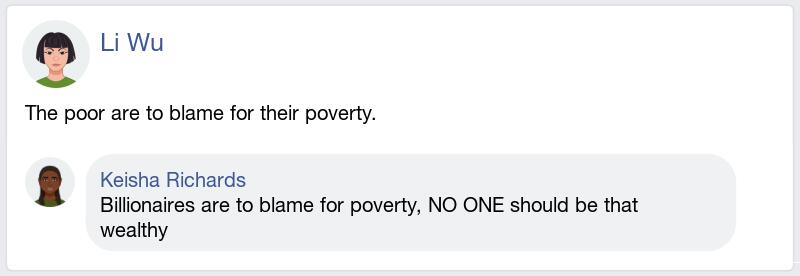 Li Wu
The poor are to blame for their poverty.
Keisha Richards
Billionaires are to blame for poverty, NO ONE should be that
wealthy